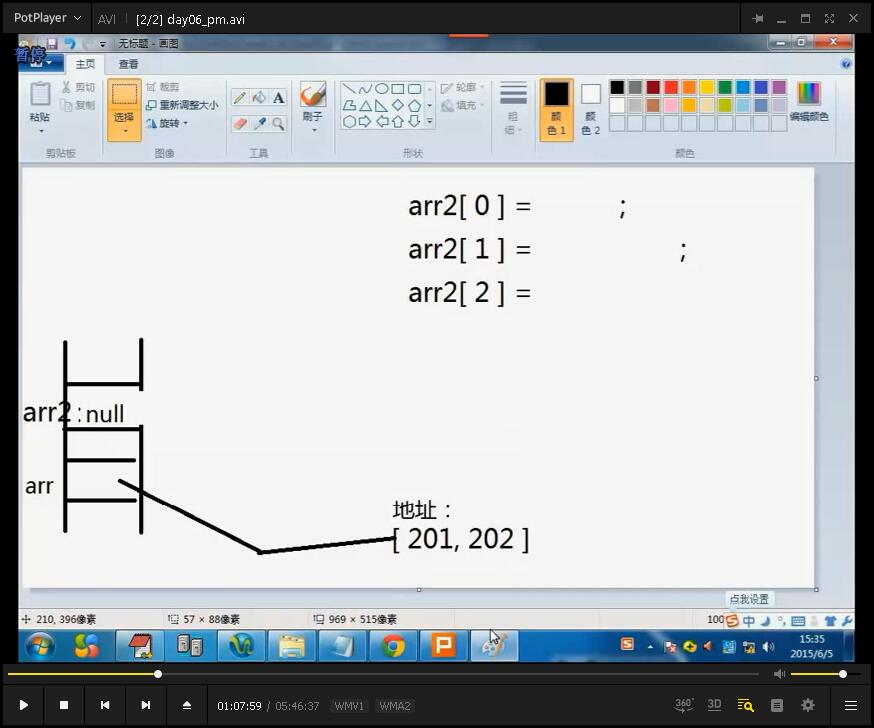 PotPlayer AVI [2/2] day06_pm.avi
暂停
无标题 - 画图
主页 查看
剪切
复制
粘贴
剪贴板
选择
裁剪
重新调整大小
旋转
图像
A
工具
刷子
轮廓
填充
形状
粗细
颜色 1
颜色 2
编辑颜色
颜色
arr2[ 0 ] = ;
arr2[ 1 ] = ;
arr2[ 2 ] =
arr2 : null
arr
地址：
[ 201, 202 ]
点我设置
210, 396像素 57 × 88像素 969 × 515像素 100
中
P
S
15:35
2015/6/5
01:07:59 / 05:46:37 WMV1 WMA2
360° 3D